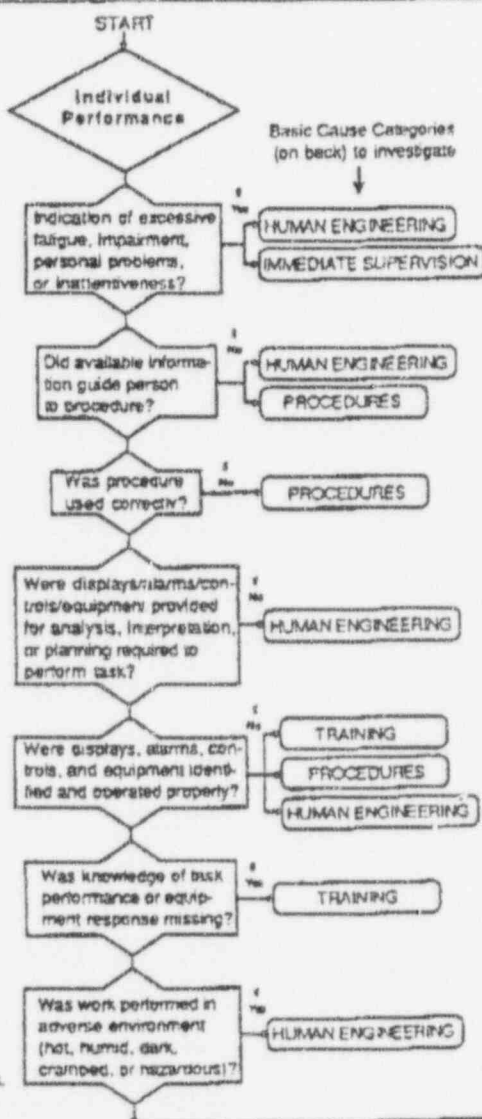 START
Individual
Performance
Basic Cause Categories
(on back) to investigate
Indication of excessive
fatigue, impairment,
personal problems,
or inattentiveness?
Yes
HUMAN ENGINEERING
IMMEDIATE SUPERVISION
Did available informa-
tion guide person
to procedure?
No
HUMAN ENGINEERING
PROCEDURES
Was procedure
used correctly?
No
PROCEDURES
Were displays/alarms/con-
trols/equipment provided
for analysis, interpretation,
or planning required to
perform task?
No
HUMAN ENGINEERING
Were displays, alarms, con-
trols, and equipment identi-
fied and operated properly?
No
TRAINING
PROCEDURES
HUMAN ENGINEERING
Was knowledge of task
performance or equip-
ment response missing?
Yes
TRAINING
Was work performed in
adverse environment
(hot, humid, dark,
cramped, or hazardous)?
Yes
HUMAN ENGINEERING